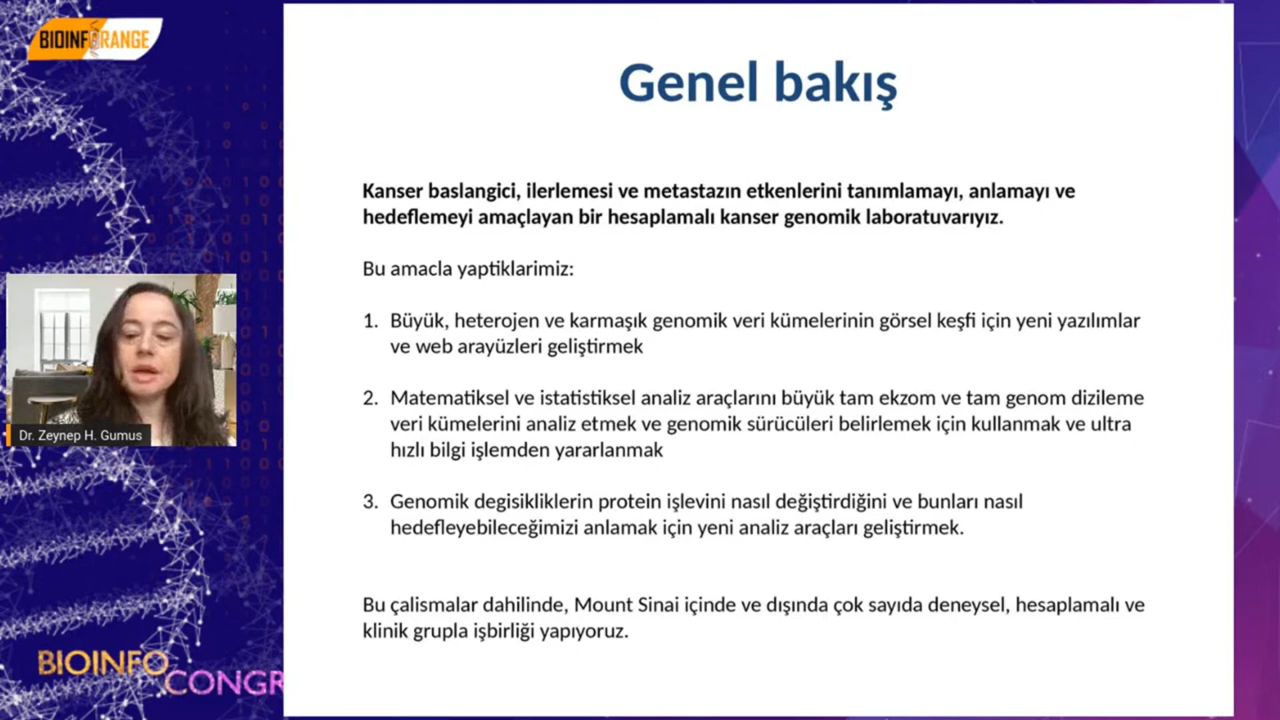 BIOINFORANGE
Genel bakış
Kanser baslangici, ilerlemesi ve metastazın etkenlerini tanımlamayı, anlamayı ve
hedeflemeyi amaçlayan bir hesaplamalı kanser genomik laboratuvarıyız.
Bu amacla yaptiklarimiz:
1. Büyük, heterojen ve karmaşık genomik veri kümelerinin görsel keşfi için yeni yazılımlar
ve web arayüzleri geliştirmek
2. Matematiksel ve istatistiksel analiz araçlarını büyük tam ekzom ve tam genom dizileme
veri kümelerini analiz etmek ve genomik sürücüleri belirlemek için kullanmak ve ultra
hızlı bilgi işlemden yararlanmak
3. Genomik degisikliklerin protein işlevini nasıl değiştirdiğini ve bunları nasıl
hedefleyebileceğimizi anlamak için yeni analiz araçları geliştirmek.
Bu çalismalar dahilinde, Mount Sinai içinde ve dışında çok sayıda deneysel, hesaplamalı ve
klinik grupla işbirliği yapıyoruz.
Dr. Zeynep H. Gumus
BIOINFO
CONGR